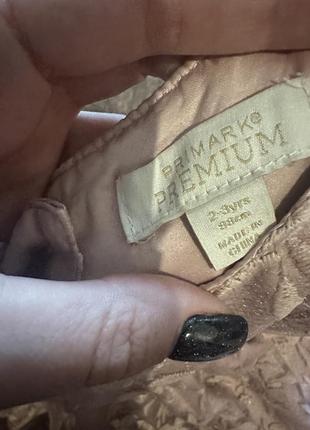 PRIMARK®
PREMIUM
2-3yrs
98cm
MADE IN
CHINA